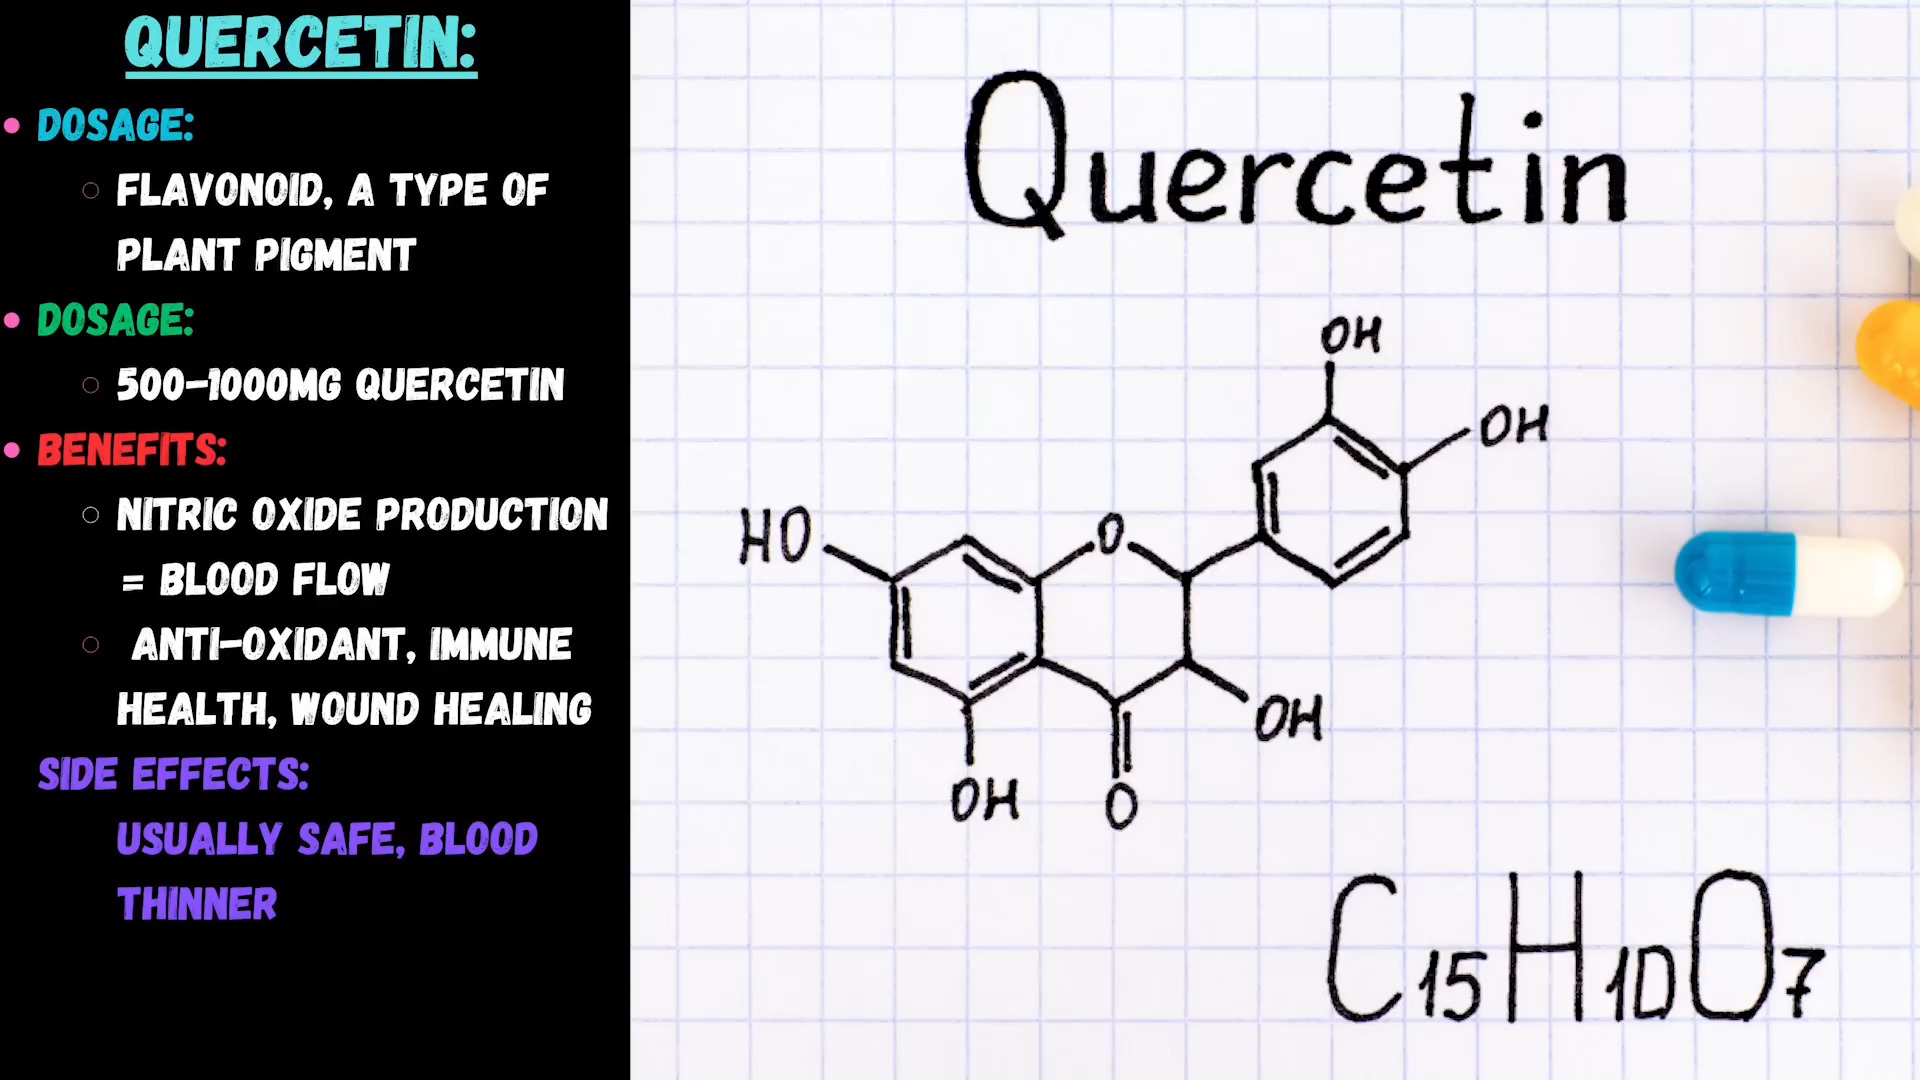 QUERCETIN:
DOSAGE:
FLAVONOID, A TYPE OF
PLANT PIGMENT
DOSAGE:
500-1000MG QUERCETIN
BENEFITS:
NITRIC OXIDE PRODUCTION
= BLOOD FLOW
ANTI-OXIDANT, IMMUNE
HEALTH, WOUND HEALING
SIDE EFFECTS:
USUALLY SAFE, BLOOD
THINNER
Quercetin
OH
OH
HO
O
OH
OH
O
C15H10O7